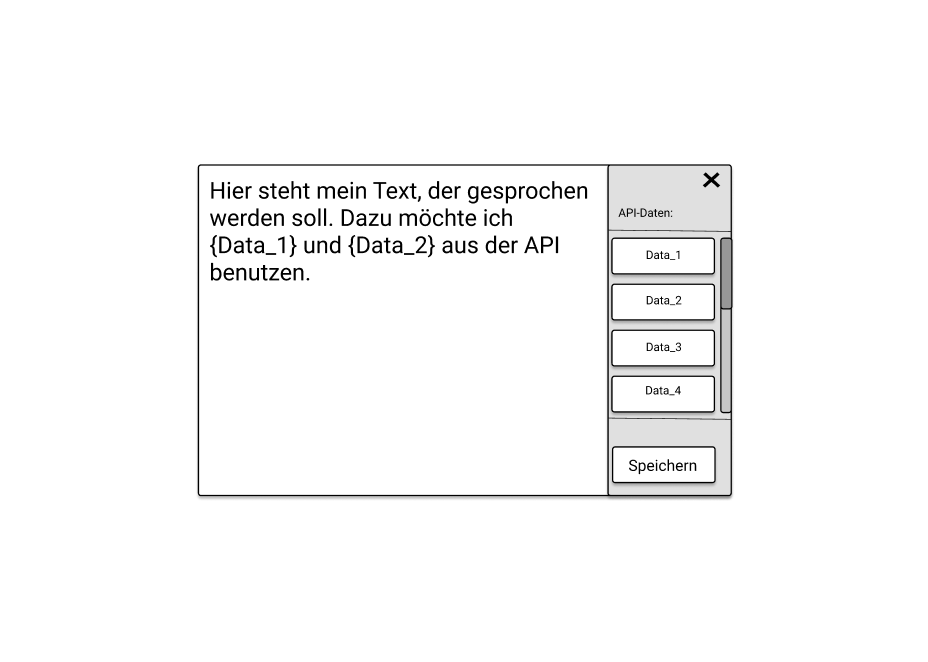 Hier steht mein Text, der gesprochen
werden soll. Dazu möchte ich
{Data_1} und {Data_2} aus der API
benutzen.
API-Daten:
Data_1
Data_2
Data_3
Data_4
Speichern